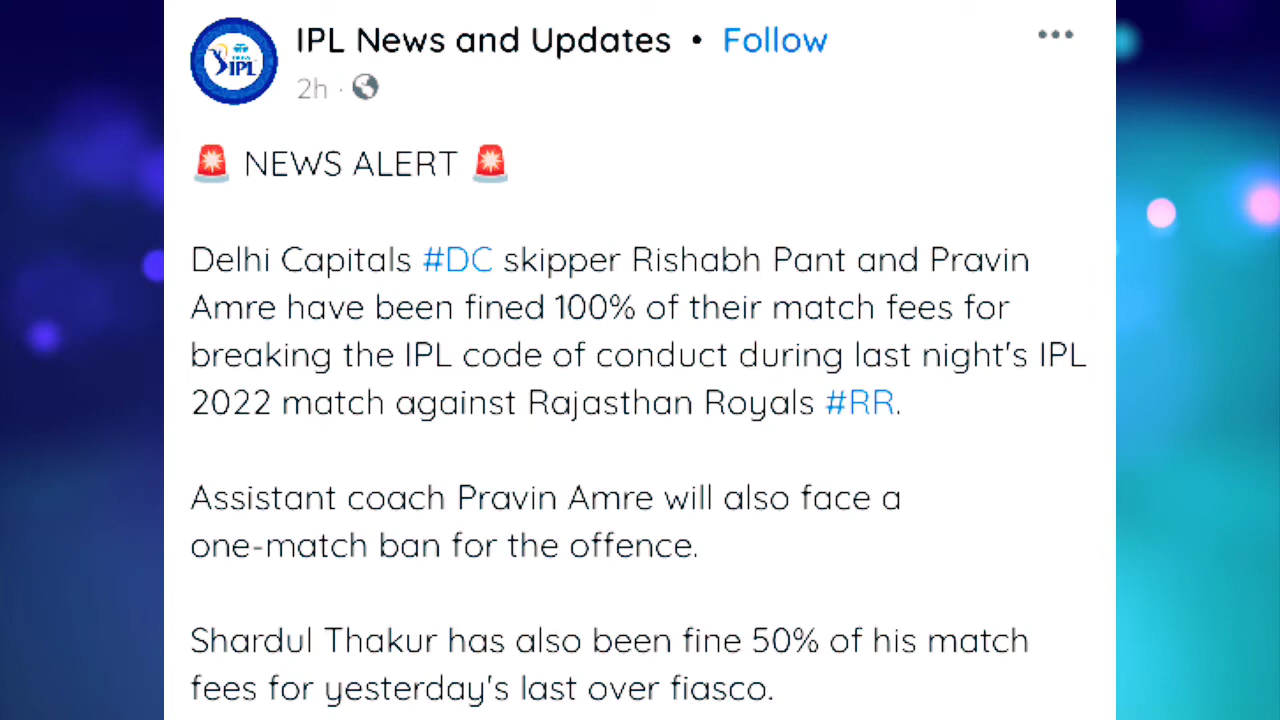 IPL News and Updates • Follow
2h ·
🚨 NEWS ALERT 🚨
Delhi Capitals #DC skipper Rishabh Pant and Pravin
Amre have been fined 100% of their match fees for
breaking the IPL code of conduct during last night's IPL
2022 match against Rajasthan Royals #RR.
Assistant coach Pravin Amre will also face a
one-match ban for the offence.
Shardul Thakur has also been fine 50% of his match
fees for yesterday's last over fiasco.
IPL